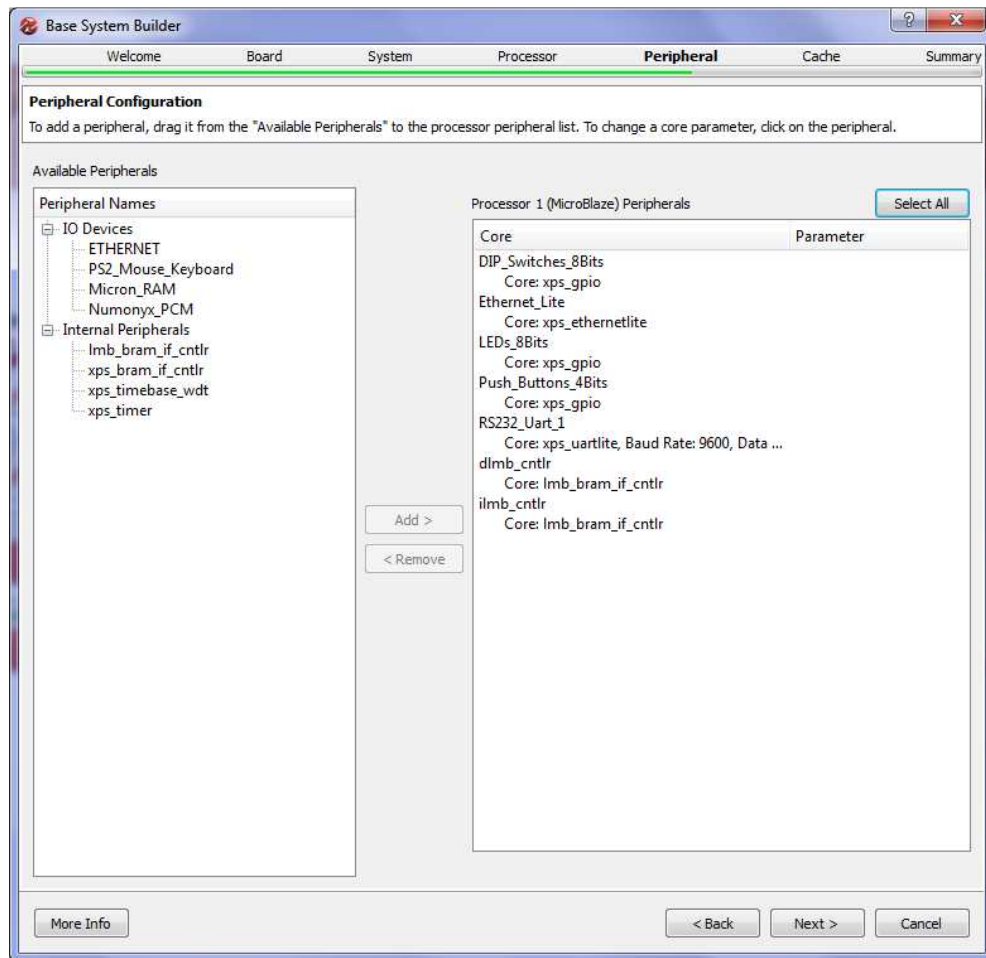 Base System Builder
Welcome Board System Processor Peripheral Cache Summary
Peripheral Configuration
To add a peripheral, drag it from the "Available Peripherals" to the processor peripheral list. To change a core parameter, click on the peripheral.
Available Peripherals
Peripheral Names
IO Devices
ETHERNET
PS2_Mouse_Keyboard
Micron_RAM
Numonyx_PCM
Internal Peripherals
lmb_bram_if_cntlr
xps_bram_if_cntlr
xps_timebase_wdt
xps_timer
Add >
< Remove
Processor 1 (MicroBlaze) Peripherals
Select All
Core Parameter
DIP_Switches_8Bits
Core: xps_gpio
Ethernet_Lite
Core: xps_ethernetlite
LEDs_8Bits
Core: xps_gpio
Push_Buttons_4Bits
Core: xps_gpio
RS232_Uart_1
Core: xps_uartlite, Baud Rate: 9600, Data ...
dlmb_cntlr
Core: lmb_bram_if_cntlr
ilmb_cntlr
Core: lmb_bram_if_cntlr
More Info
< Back
Next >
Cancel